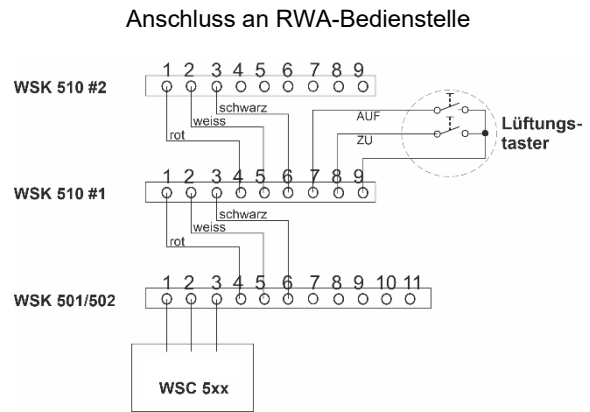 Anschluss an RWA-Bedienstelle
1 2 3 4 5 6 7 8 9
WSK 510 #2
schwarz
weiss
rot
AUF
ZU
Lüftungs-
taster
1 2 3 4 5 6 7 8 9
WSK 510 #1
schwarz
weiss
rot
1 2 3 4 5 6 7 8 9 10 11
WSK 501/502
WSC 5xx